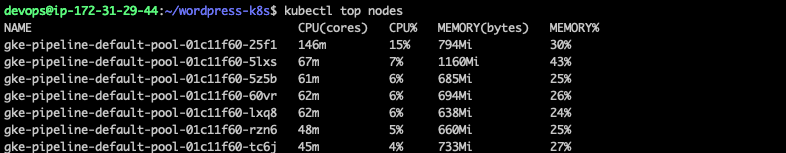 devops@ip-172-31-29-44:~/wordpress-k8s$ kubectl top nodes
NAME CPU(cores) CPU% MEMORY(bytes) MEMORY%
gke-pipeline-default-pool-01c11f60-25f1 146m 15% 794Mi 30%
gke-pipeline-default-pool-01c11f60-5lxs 67m 7% 1160Mi 43%
gke-pipeline-default-pool-01c11f60-5z5b 61m 6% 685Mi 25%
gke-pipeline-default-pool-01c11f60-60vr 62m 6% 694Mi 26%
gke-pipeline-default-pool-01c11f60-lxq8 62m 6% 638Mi 24%
gke-pipeline-default-pool-01c11f60-rzn6 48m 5% 660Mi 25%
gke-pipeline-default-pool-01c11f60-tc6j 45m 4% 733Mi 27%